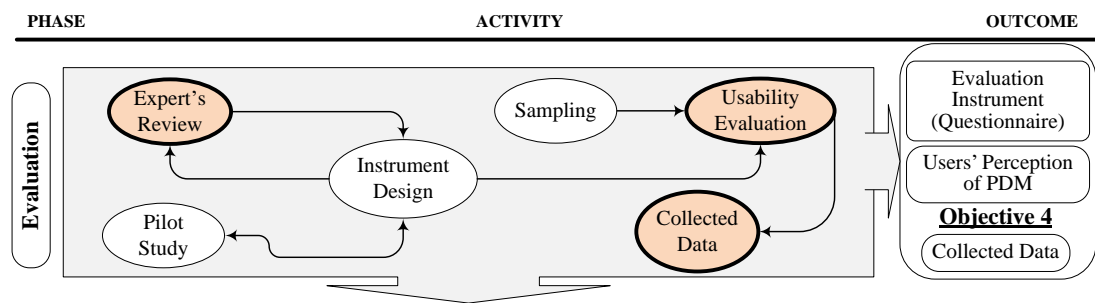 PHASE ACTIVITY OUTCOME
Evaluation
Expert's
Review
Sampling
Usability
Evaluation
Instrument
Design
Pilot
Study
Collected
Data
Evaluation
Instrument
(Questionnaire)
Users' Perception
of PDM
Objective 4
Collected Data